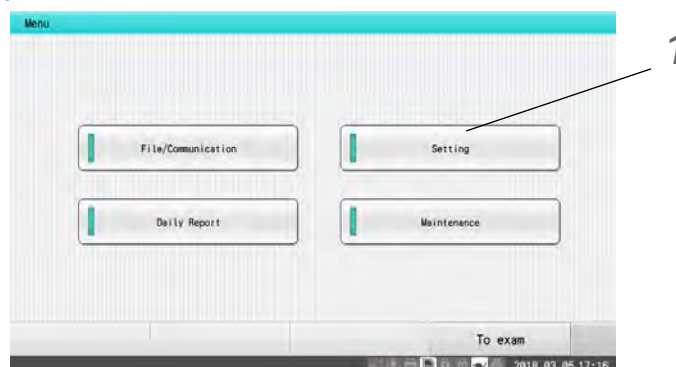 Menu
1
File/Communication
Setting
Daily Report
Maintenance
To exam
2018.03.05 17:16